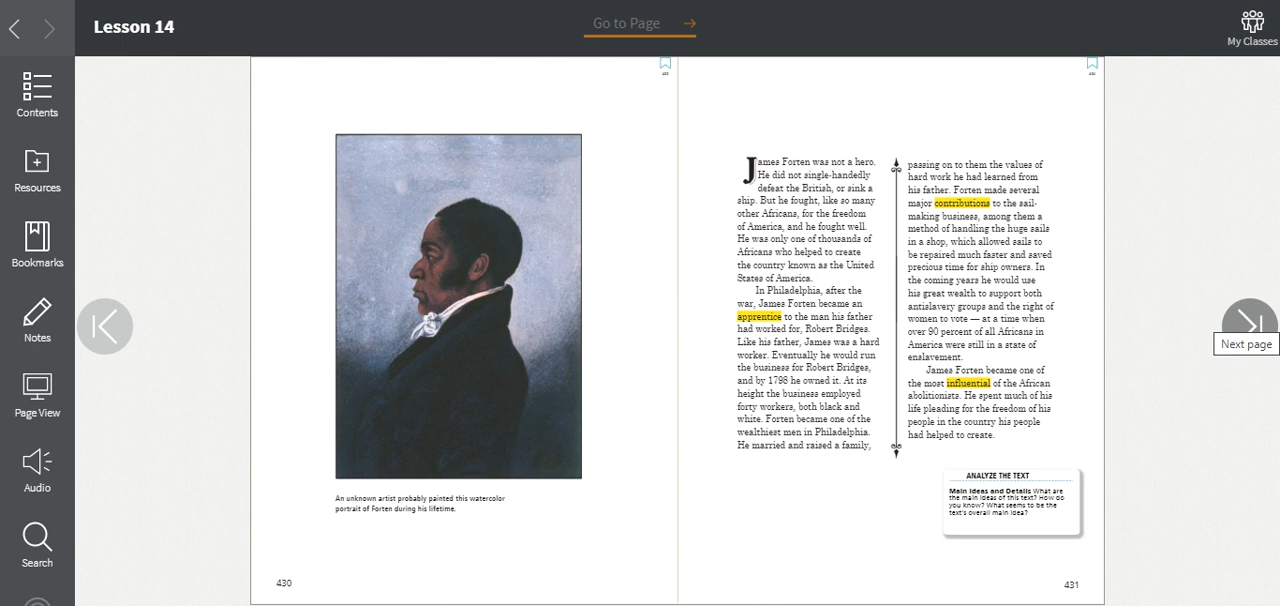 Lesson 14
Go to Page →
My Classes
Contents
Resources
Bookmarks
Notes
Page View
Audio
Search
Next page
An unknown artist probably painted this watercolor
portrait of Forten during his lifetime.
430
James Forten was not a hero.
He did not single-handedly
defeat the British, or sink a
ship. But he fought, like so many
other Africans, for the freedom
of America, and he fought well.
He was only one of thousands of
Africans who helped to create
the country known as the United
States of America.
In Philadelphia, after the
war, James Forten became an
apprentice to the man his father
had worked for, Robert Bridges.
Like his father, James was a hard
worker. Eventually he would run
the business for Robert Bridges,
and by 1798 he owned it. At its
height the business employed
forty workers, both black and
white. Forten became one of the
wealthiest men in Philadelphia.
He married and raised a family,
passing on to them the values of
hard work he had learned from
his father. Forten made several
major contributions to the sail-
making business, among them a
method of handling the huge sails
in a shop, which allowed sails to
be repaired much faster and saved
precious time for ship owners. In
the coming years he would use
his great wealth to support both
antislavery groups and the right of
women to vote — at a time when
over 90 percent of all Africans in
America were still in a state of
enslavement.
James Forten became one of
the most influential of the African
abolitionists. He spent much of his
life pleading for the freedom of his
people in the country his people
had helped to create.
ANALYZE THE TEXT
Main Ideas and Details What are
the main ideas of this text? How do
you know? What seems to be the
text's overall main idea?
431